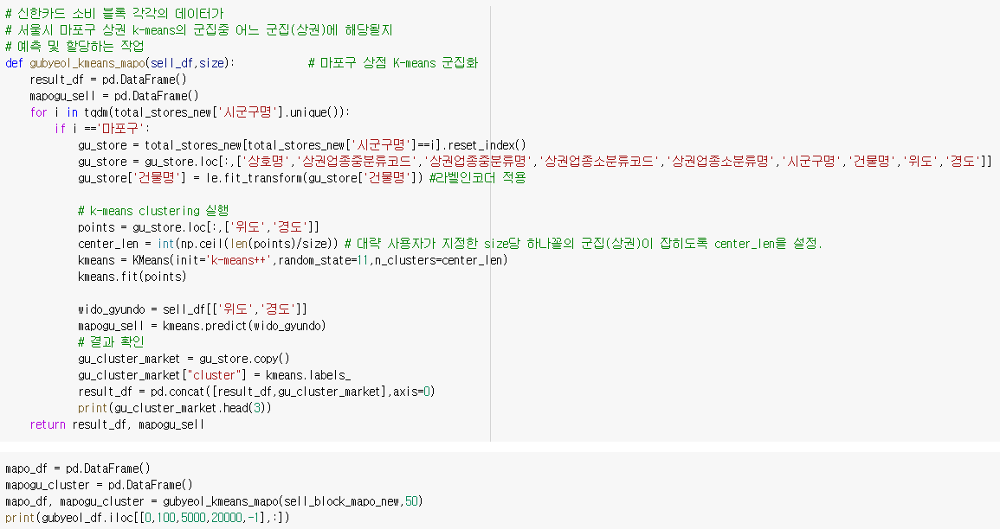 # 신한카드 소비 블록 각각의 데이터가
# 서울시 마포구 상권 k-means의 군집중 어느 군집(상권)에 해당될지
# 예측 및 할당하는 작업
def gubyeol_kmeans_mapo(sell_df,size):            # 마포구 상점 K-means 군집화
    result_df = pd.DataFrame()
    mapogu_sell = pd.DataFrame()
    for i in tqdm(total_stores_new['시군구명'].unique()):
        if i =='마포구':
            gu_store = total_stores_new[total_stores_new['시군구명']==i].reset_index()
            gu_store = gu_store.loc[:,['상호명','상권업종중분류코드','상권업종중분류명','상권업종소분류코드','상권업종소분류명','시군구명','건물명','위도','경도']]
            gu_store['건물명'] = le.fit_transform(gu_store['건물명']) #라벨인코더 적용

            # k-means clustering 실행
            points = gu_store.loc[:,['위도','경도']]
            center_len = int(np.ceil(len(points)/size)) # 대략 사용자가 지정한 size당 하나꼴의 군집(상권)이 잡히도록 center_len을 설정.
            kmeans = KMeans(init='k-means++',random_state=11,n_clusters=center_len)
            kmeans.fit(points)

            wido_gyundo = sell_df[['위도','경도']]
            mapogu_sell = kmeans.predict(wido_gyundo)
            # 결과 확인
            gu_cluster_market = gu_store.copy()
            gu_cluster_market["cluster"] = kmeans.labels_
            result_df = pd.concat([result_df,gu_cluster_market],axis=0)
            print(gu_cluster_market.head(3))
    return result_df, mapogu_sell

mapo_df = pd.DataFrame()
mapogu_cluster = pd.DataFrame()
mapo_df, mapogu_cluster = gubyeol_kmeans_mapo(sell_block_mapo_new,50)
print(gubyeol_df.iloc[[0,100,5000,20000,-1],:])